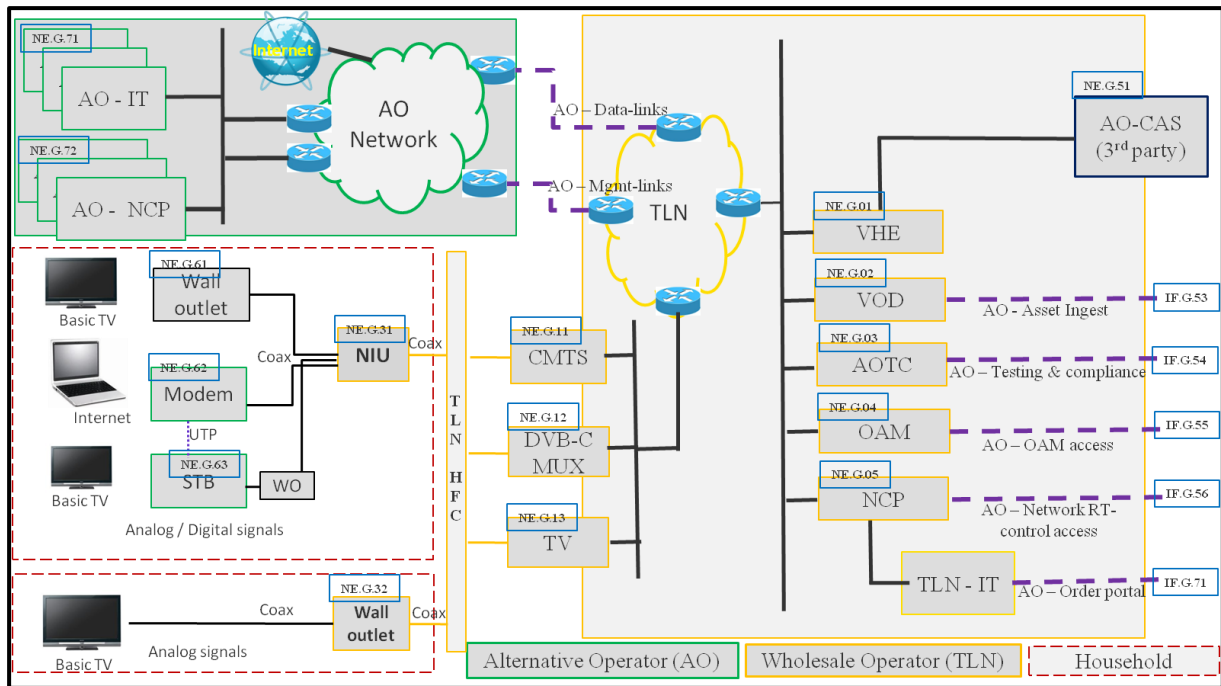 NE.G.71
AO - IT
NE.G.72
AO - NCP
Internet
AO
Network
AO – Data-links
AO – Mgmt-links
TLN
NE.G.51
AO-CAS
(3rd party)
NE.G.01
VHE
NE.G.02
VOD
AO - Asset Ingest
IF.G.53
NE.G.03
AOTC
AO – Testing & compliance
IF.G.54
NE.G.04
OAM
AO – OAM access
IF.G.55
NE.G.05
NCP
AO – Network RT-
control access
IF.G.56
TLN - IT
AO – Order portal
IF.G.71
Basic TV
NE.G.61
Wall
outlet
Internet
NE.G.62
Modem
Coax
UTP
NE.G.31
NIU
Coax
Basic TV
NE.G.63
STB
WO
Analog / Digital signals
TLN HFC
NE.G.11
CMTS
NE.G.12
DVB-C
MUX
NE.G.13
TV
Basic TV
Coax
Analog signals
NE.G.32
Wall
outlet
Coax
Alternative Operator (AO)
Wholesale Operator (TLN)
Household